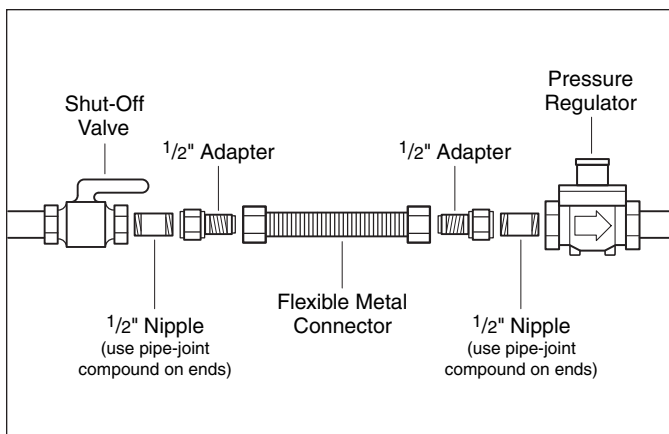 Pressure
Regulator
Shut-Off
Valve
1/2" Adapter
1/2" Adapter
1/2" Nipple
(use pipe-joint
compound on ends)
Flexible Metal
Connector
1/2" Nipple
(use pipe-joint
compound on ends)